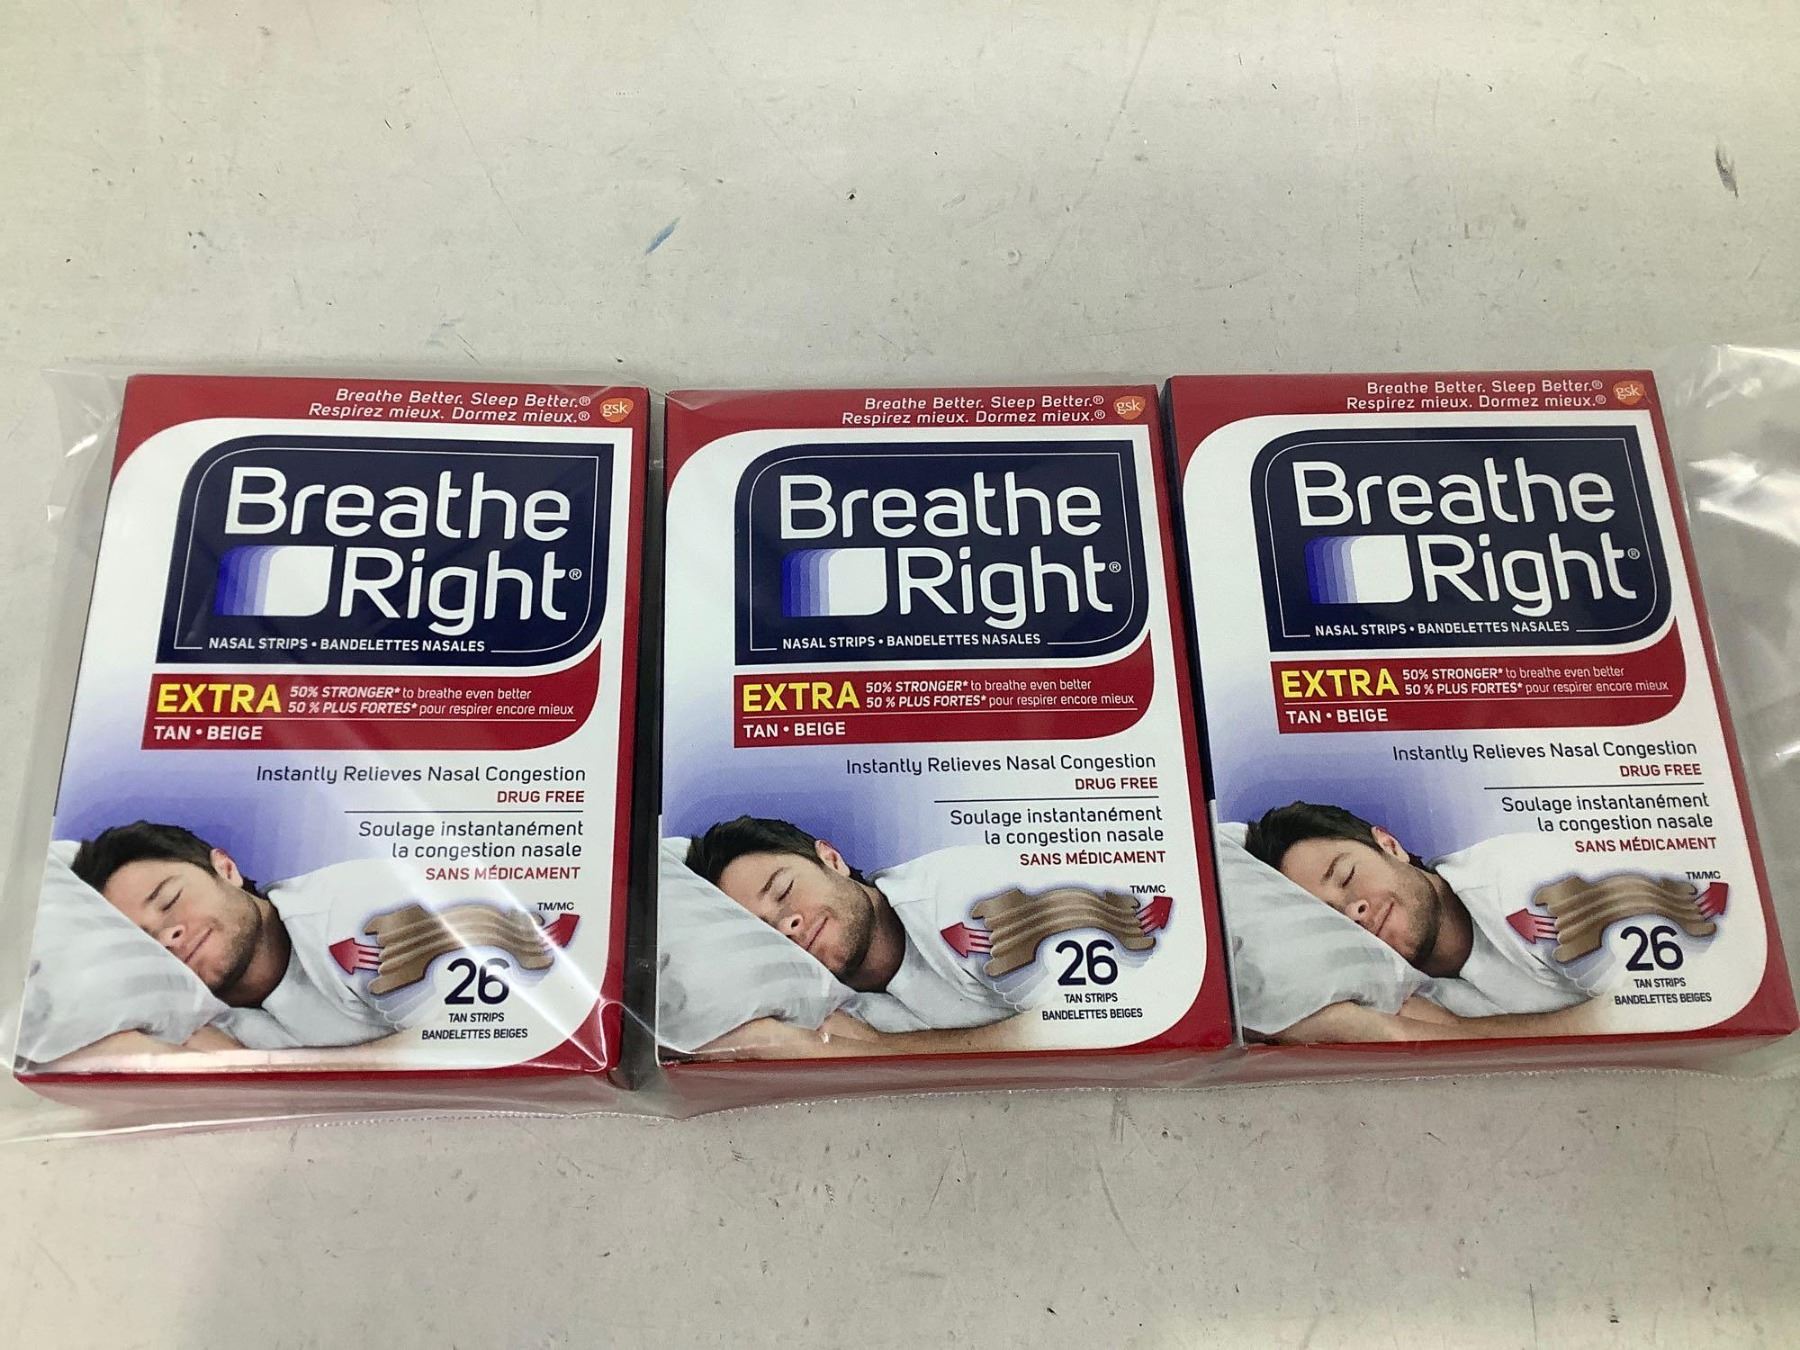 Breathe Better. Sleep Better.®
Respirez mieux. Dormez mieux.®
gsk
Breathe
Right®
NASAL STRIPS • BANDELETTES NASALES
EXTRA
50% STRONGER* to breathe even better
50 % PLUS FORTES* pour respirer encore mieux
TAN • BEIGE
Instantly Relieves Nasal Congestion
DRUG FREE
Soulage instantanément
la congestion nasale
SANS MÉDICAMENT
TM/MC
26
TAN STRIPS
BANDELETTES BEIGES
Breathe Better. Sleep Better.®
Respirez mieux. Dormez mieux.®
gsk
Breathe
Right®
NASAL STRIPS • BANDELETTES NASALES
EXTRA
50% STRONGER* to breathe even better
50 % PLUS FORTES* pour respirer encore mieux
TAN • BEIGE
Instantly Relieves Nasal Congestion
DRUG FREE
Soulage instantanément
la congestion nasale
SANS MÉDICAMENT
TM/MC
26
TAN STRIPS
BANDELETTES BEIGES
Breathe Better. Sleep Better.®
Respirez mieux. Dormez mieux.®
gsk
Breathe
Right®
NASAL STRIPS • BANDELETTES NASALES
EXTRA
50% STRONGER* to breathe even better
50 % PLUS FORTES* pour respirer encore mieux
TAN • BEIGE
Instantly Relieves Nasal Congestion
DRUG FREE
Soulage instantanément
la congestion nasale
SANS MÉDICAMENT
TM/MC
26
TAN STRIPS
BANDELETTES BEIGES